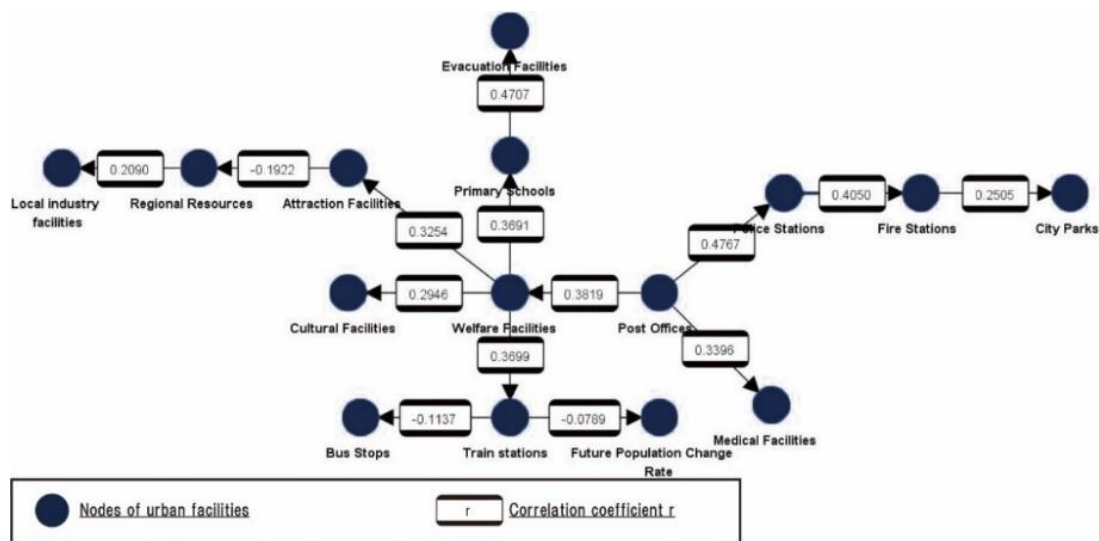 Evacuation Facilities
0.4707
0.2090
-0.1922
Local industry
facilities
Regional Resources
Attraction Facilities
Primary Schools
0.3254
0.3691
0.4050
0.2505
Police Stations
Fire Stations
City Parks
0.4767
0.2946
0.3819
Cultural Facilities
Welfare Facilities
Post Offices
0.3699
0.3396
-0.1137
-0.0789
Bus Stops
Train stations
Future Population Change
Rate
Medical Facilities
Nodes of urban facilities
r
Correlation coefficient r